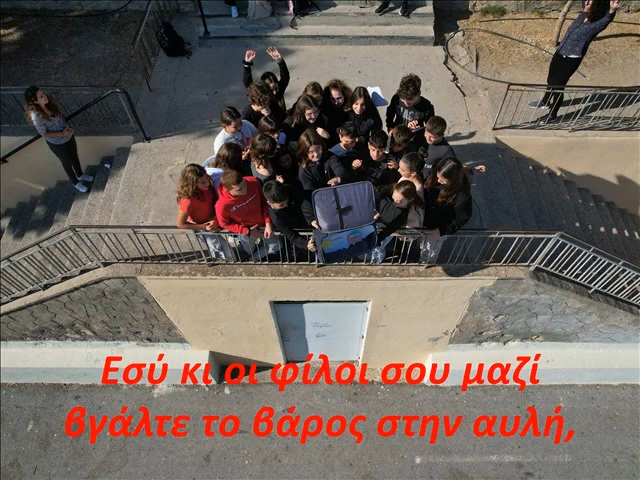 Εσύ κι οι φίλοι σου μαζί
βγάλτε το βάρος στην αυλή,